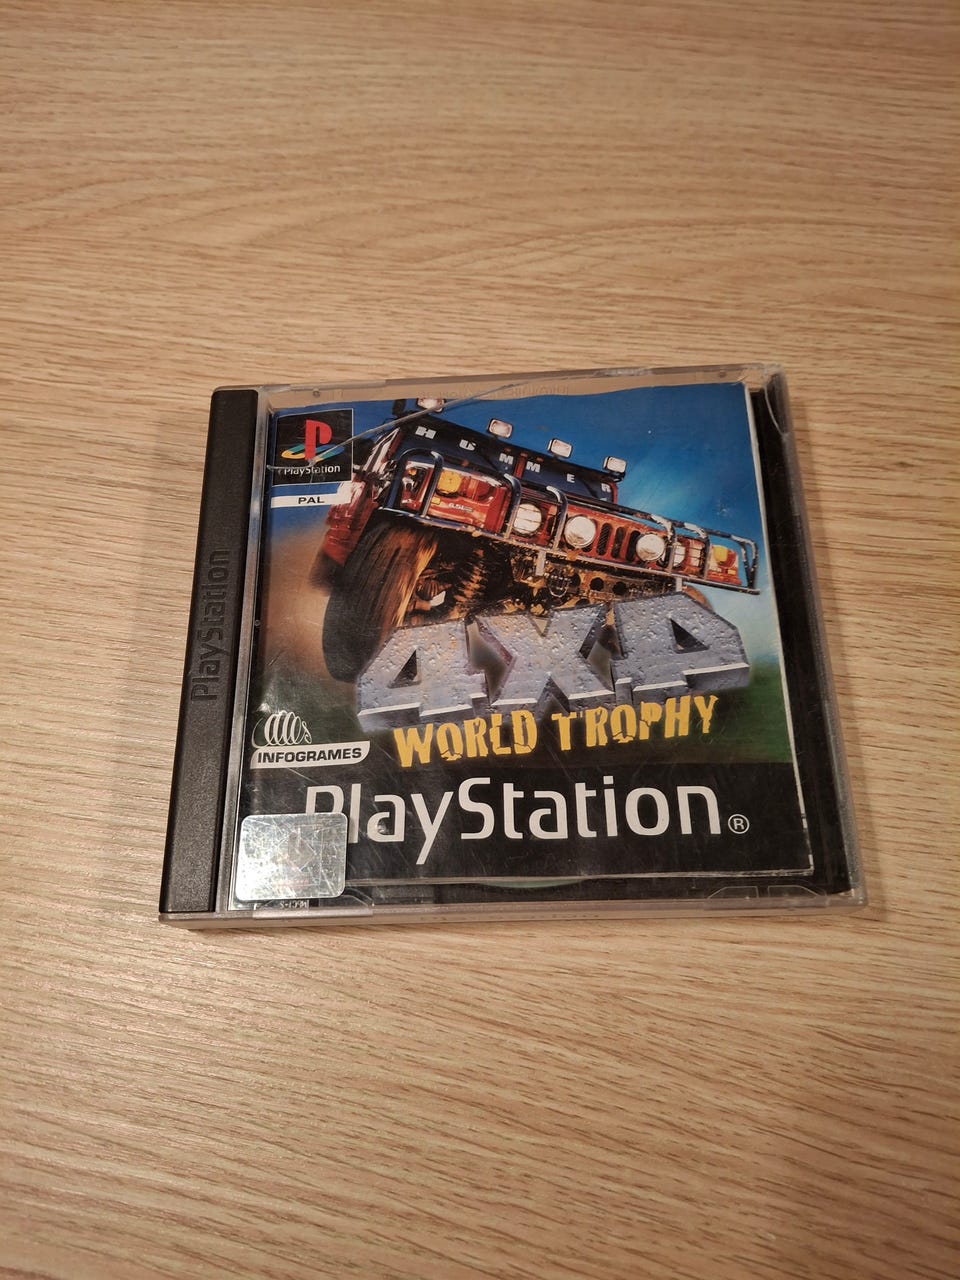 PlayStation
PAL
HUMMER
4X4
WORLD TROPHY
INFOGRAMES
PlayStation®
PlayStation